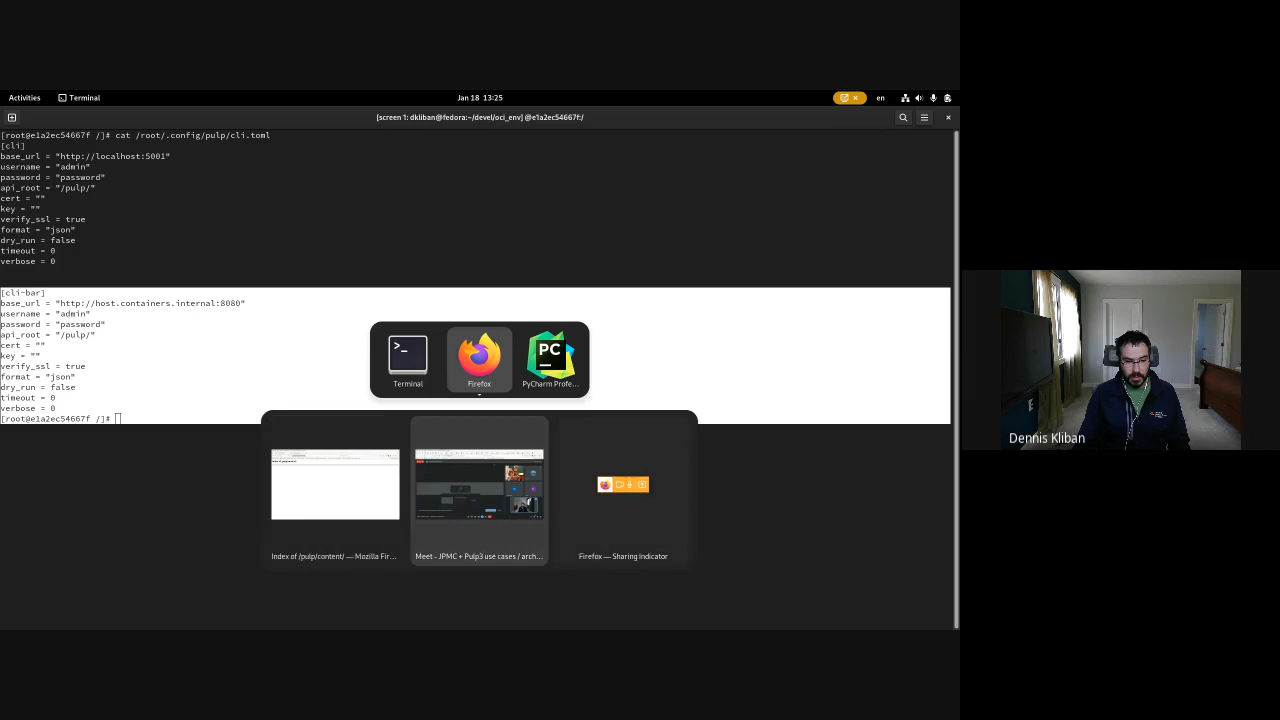 Activities
Terminal
Jan 18 13:25
en
[screen 1: dkliban@fedora:~/devel/oci_env] @e1a2ec54667f:/
[root@e1a2ec54667f /]# cat /root/.config/pulp/cli.toml
[cli]
base_url = "http://localhost:5001"
username = "admin"
password = "password"
api_root = "/pulp/"
cert = ""
key = ""
verify_ssl = true
format = "json"
dry_run = false
timeout = 0
verbose = 0
[cli-bar]
base_url = "http://host.containers.internal:8080"
username = "admin"
password = "password"
api_root = "/pulp/"
cert = ""
key = ""
verify_ssl = true
format = "json"
dry_run = false
timeout = 0
verbose = 0
[root@e1a2ec54667f /]#
PC
Terminal
Firefox
PyCharm Profe...
Index of /pulp/content/ — Mozilla Fir...
Meet - JPMC + Pulp3 use cases / arch...
Firefox — Sharing Indicator
Dennis Kliban